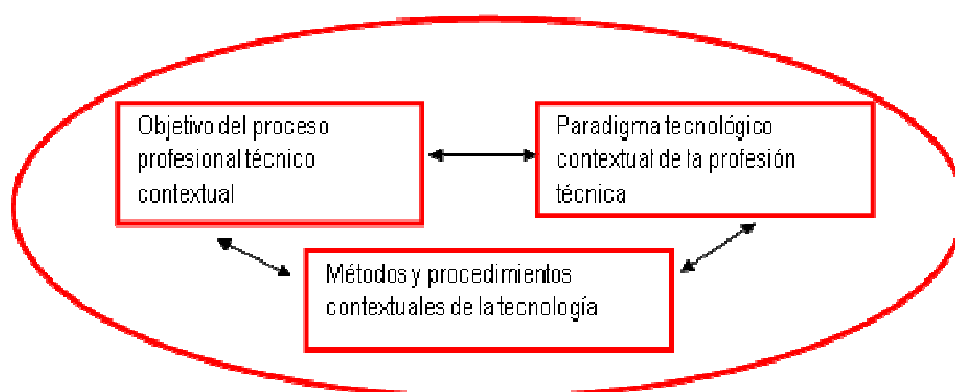 Objetivo del proceso
profesional técnico
contextual
Paradigma tecnológico
contextual de la profesión
técnica
Métodos y procedimientos
contextuales de la tecnología